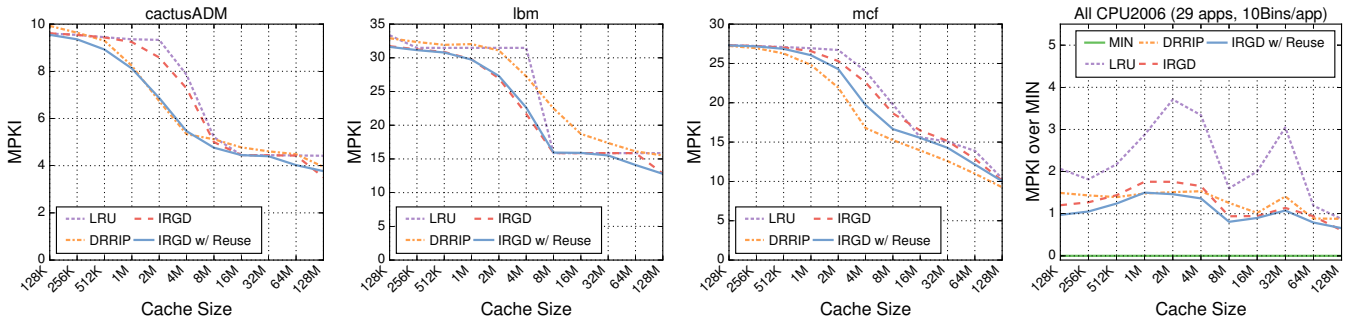 cactusADM
MPKI
10
8
6
4
2
0
LRU
IRGD
DRRIP
IRGD w/ Reuse
128K
256K
512K
1M
2M
4M
8M
16M
32M
64M
128M
Cache Size
lbm
MPKI
35
30
25
20
15
10
5
0
LRU
IRGD
DRRIP
IRGD w/ Reuse
128K
256K
512K
1M
2M
4M
8M
16M
32M
64M
128M
Cache Size
mcf
MPKI
30
25
20
15
10
5
0
LRU
IRGD
DRRIP
IRGD w/ Reuse
128K
256K
512K
1M
2M
4M
8M
16M
32M
64M
128M
Cache Size
All CPU2006 (29 apps, 10Bins/app)
MPKI over MIN
5
4
3
2
1
0
MIN
DRRIP
IRGD w/ Reuse
LRU
IRGD
128K
256K
512K
1M
2M
4M
8M
16M
32M
64M
128M
Cache Size